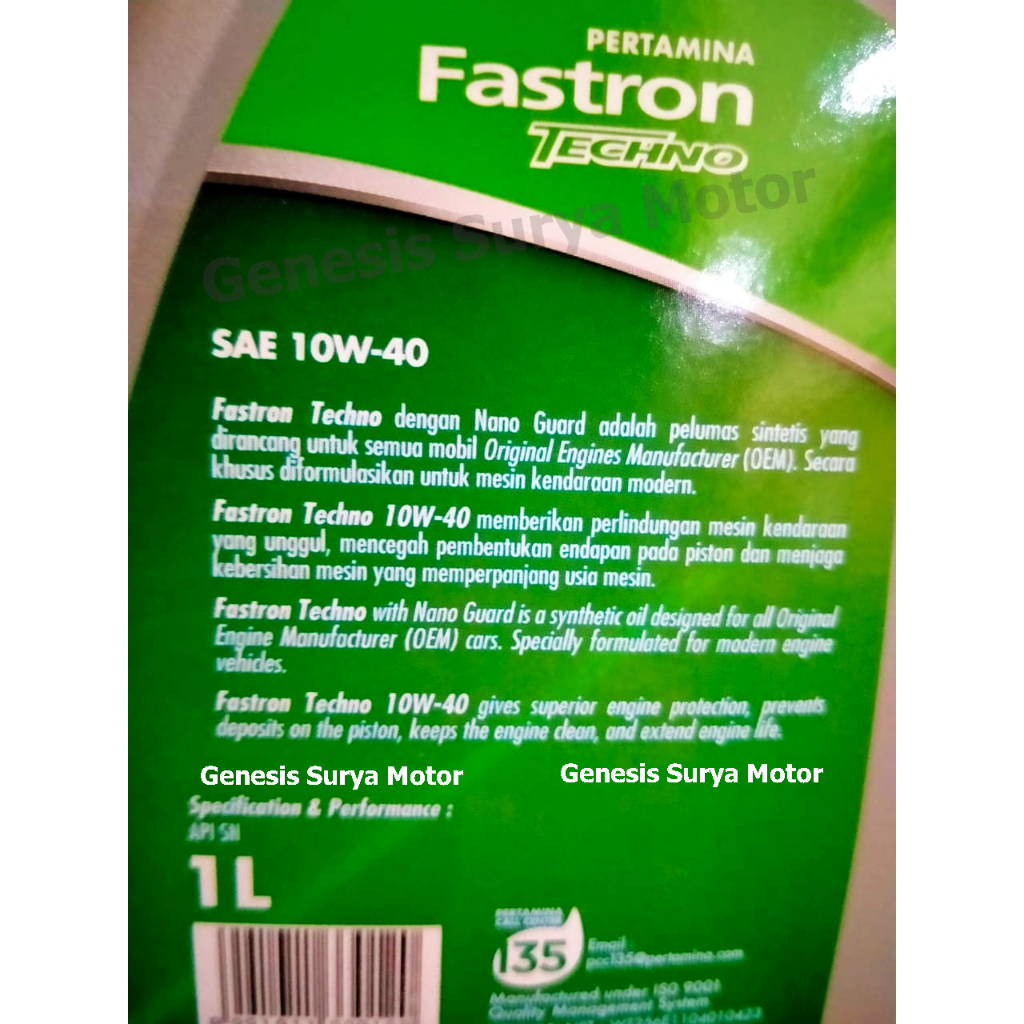 PERTAMINA
Fastron
TECHNO
Genesis Surya Motor
SAE 10W-40
Fastron Techno dengan Nano Guard adalah pelumas sintetis yang
dirancang untuk semua mobil Original Engines Manufacturer (OEM). Secara
khusus diformulasikan untuk mesin kendaraan modern.
Fastron Techno 10W-40 memberikan perlindungan mesin kendaraan
yang unggul, mencegah pembentukan endapan pada piston dan menjaga
kebersihan mesin yang memperpanjang usia mesin.
Fastron Techno with Nano Guard is a synthetic oil designed for all Original
Engine Manufacturer (OEM) cars. Specially formulated for modern engine
vehicles.
Fastron Techno 10W-40 gives superior engine protection, prevents
deposits on the piston, keeps the engine clean, and extend engine life.
Genesis Surya Motor
Genesis Surya Motor
Specification & Performance :
API SN
1 L
PERTAMINA
CALL CENTER
135
Email :
pcc135@pertamina.com
Manufactured under ISO 9001
Quality Management System